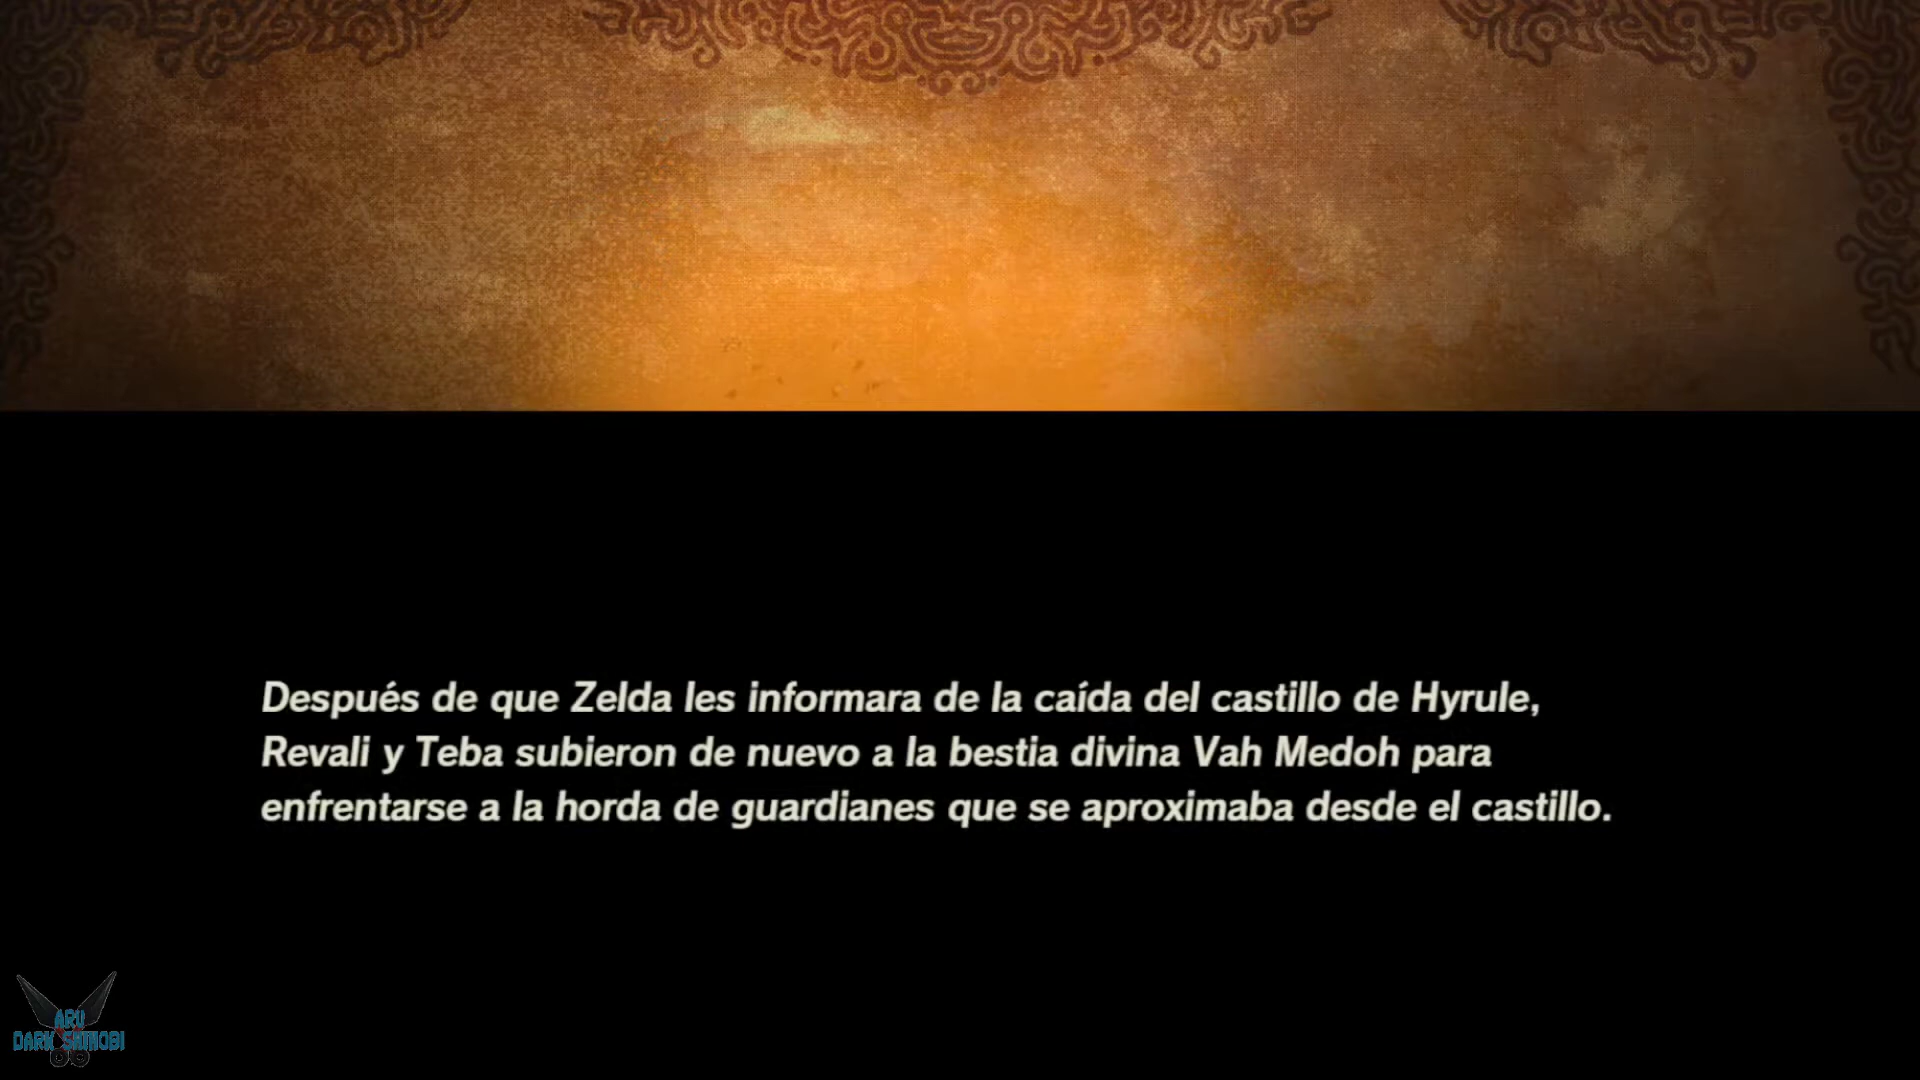 Después de que Zelda les informara de la caída del castillo de Hyrule,
Revali y Teba subieron de nuevo a la bestia divina Vah Medoh para
enfrentarse a la horda de guardianes que se aproximaba desde el castillo.
ARU
DARK SHINOBI